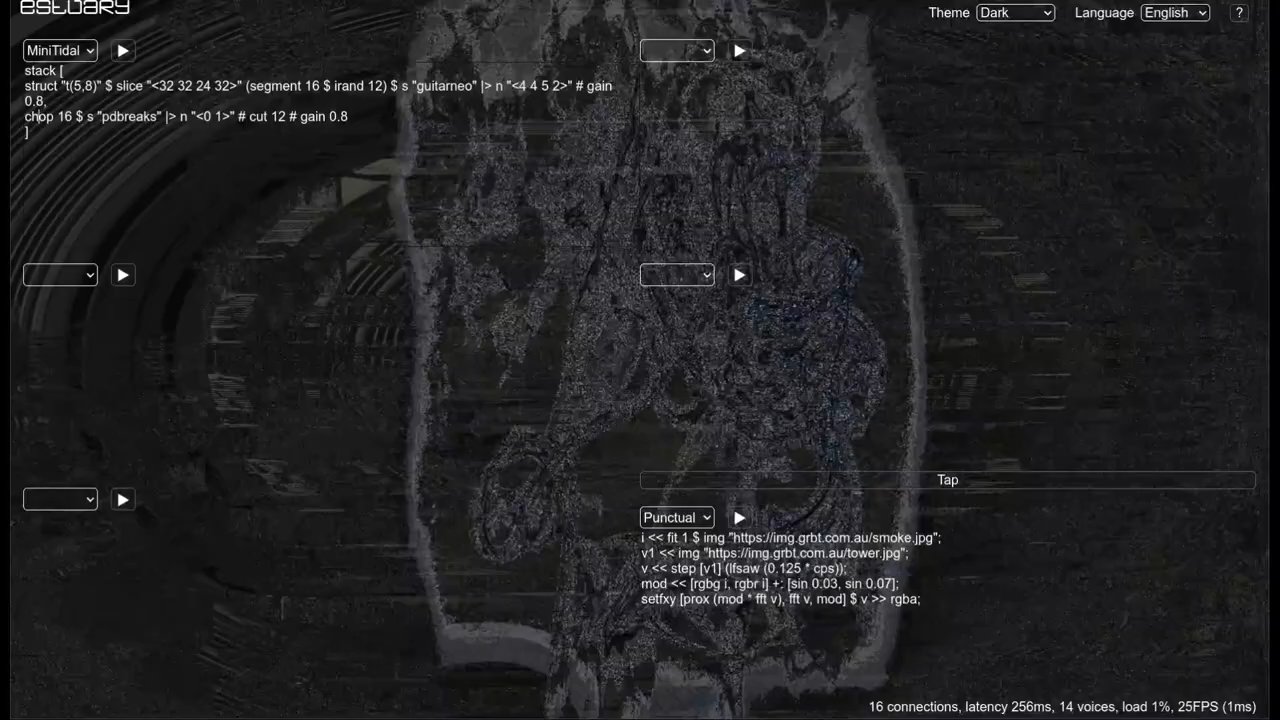 estuary
Theme Dark Language English ?
MiniTidal
stack [
struct "t(5,8)" $ slice "<32 32 24 32>" (segment 16 $ irand 12) $ s "guitarneo" |> n "<4 4 5 2>" # gain
0.8,
chop 16 $ s "pdbreaks" |> n "<0 1>" # cut 12 # gain 0.8
]
Tap
Punctual
i << fit 1 $ img "https://img.grbt.com.au/smoke.jpg";
v1 << img "https://img.grbt.com.au/tower.jpg";
v << step [v1] (lfsaw (0.125 * cps));
mod << [rgbg i, rgbr i] +: [sin 0.03, sin 0.07];
setfxy [prox (mod * fft v), fft v, mod] $ v >> rgba;
16 connections, latency 256ms, 14 voices, load 1%, 25FPS (1ms)